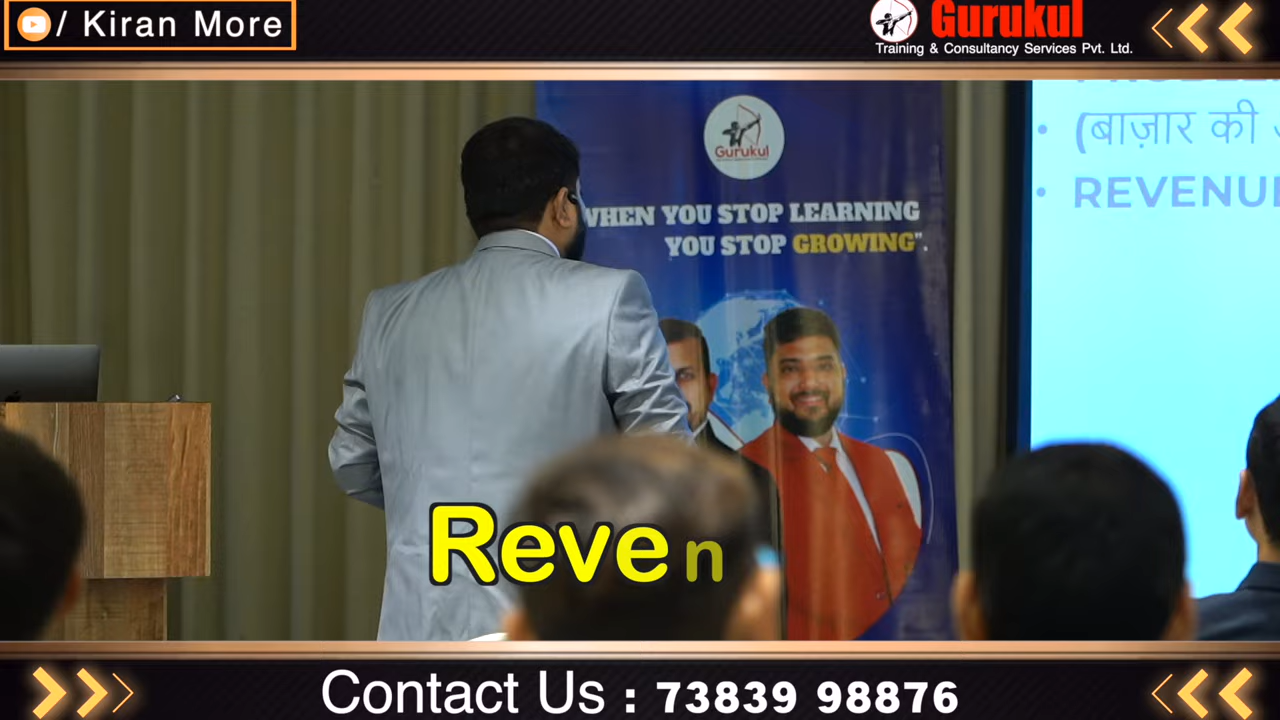 / Kiran More
Gurukul
Training & Consultancy Services Pvt. Ltd.
(बाज़ार की
• REVENUE
Gurukul
WHEN YOU STOP LEARNING
YOU STOP GROWING".
Reven
Contact Us : 73839 98876